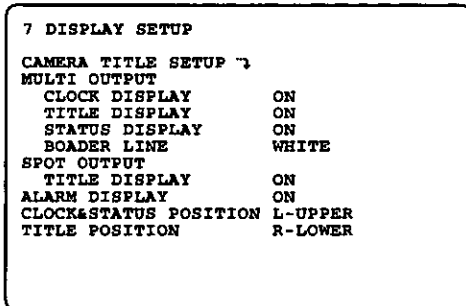 7 DISPLAY SETUP
CAMERA TITLE SETUP
MULTI OUTPUT
CLOCK DISPLAY ON
TITLE DISPLAY ON
STATUS DISPLAY ON
BOADER LINE WHITE
SPOT OUTPUT
TITLE DISPLAY ON
ALARM DISPLAY ON
CLOCK&STATUS POSITION L-UPPER
TITLE POSITION R-LOWER